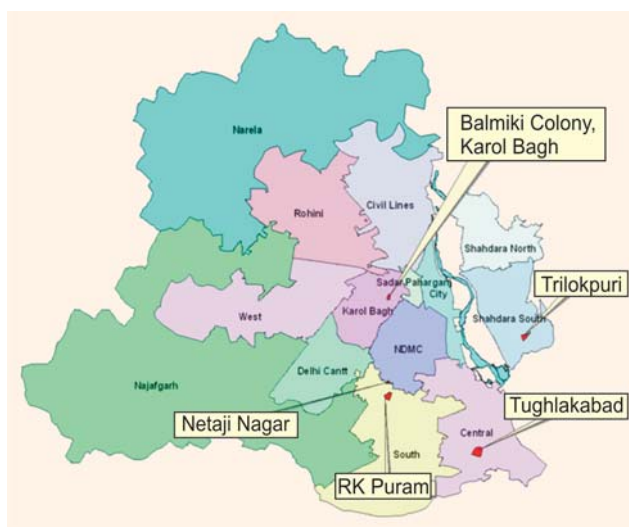 Narela
Balmiki Colony,
Karol Bagh
Civil Lines
Rohini
Shahdara North
Sadar Paharganj
City
Trilokpuri
Karol Bagh
West
Shahdara South
NDMC
Delhi Cantt
Najafgarh
Netaji Nagar
Tughlakabad
Central
South
RK Puram